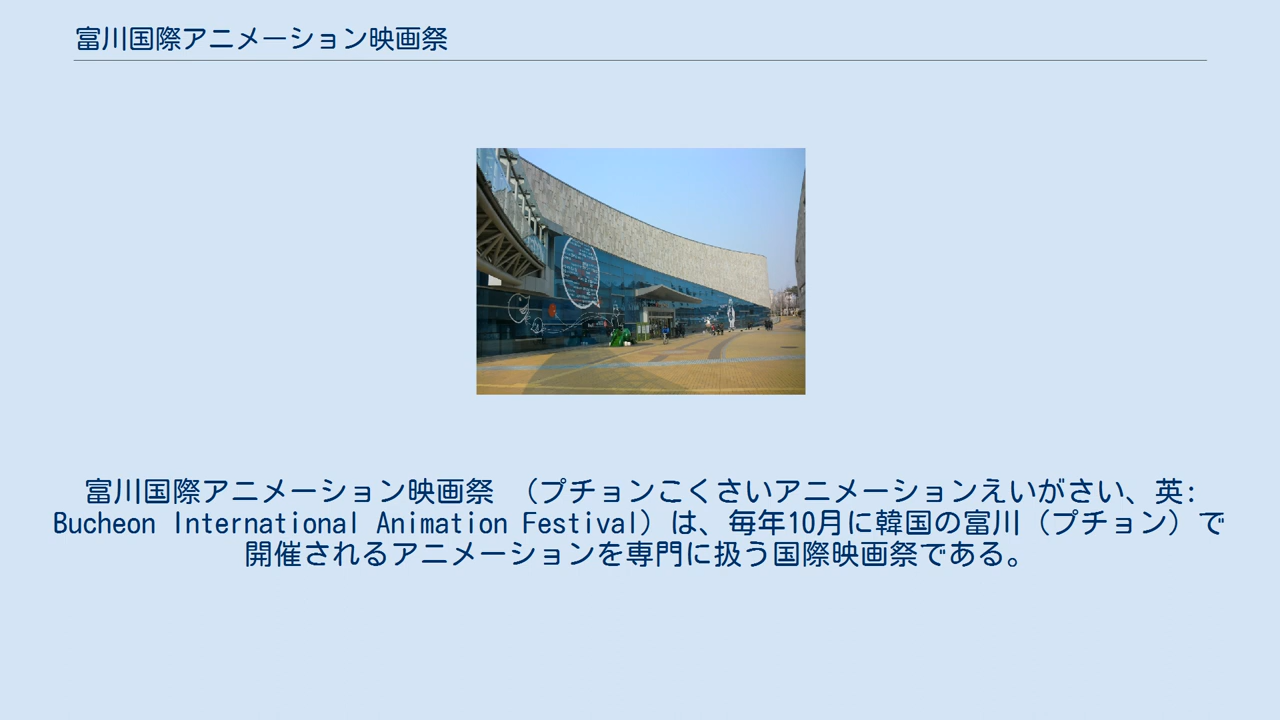 富川国際アニメーション映画祭
富川国際アニメーション映画祭 （プチョンこくさいアニメーションえいがさい、英:
Bucheon International Animation Festival）は、毎年10月に韓国の富川（プチョン）で
開催されるアニメーションを専門に扱う国際映画祭である。